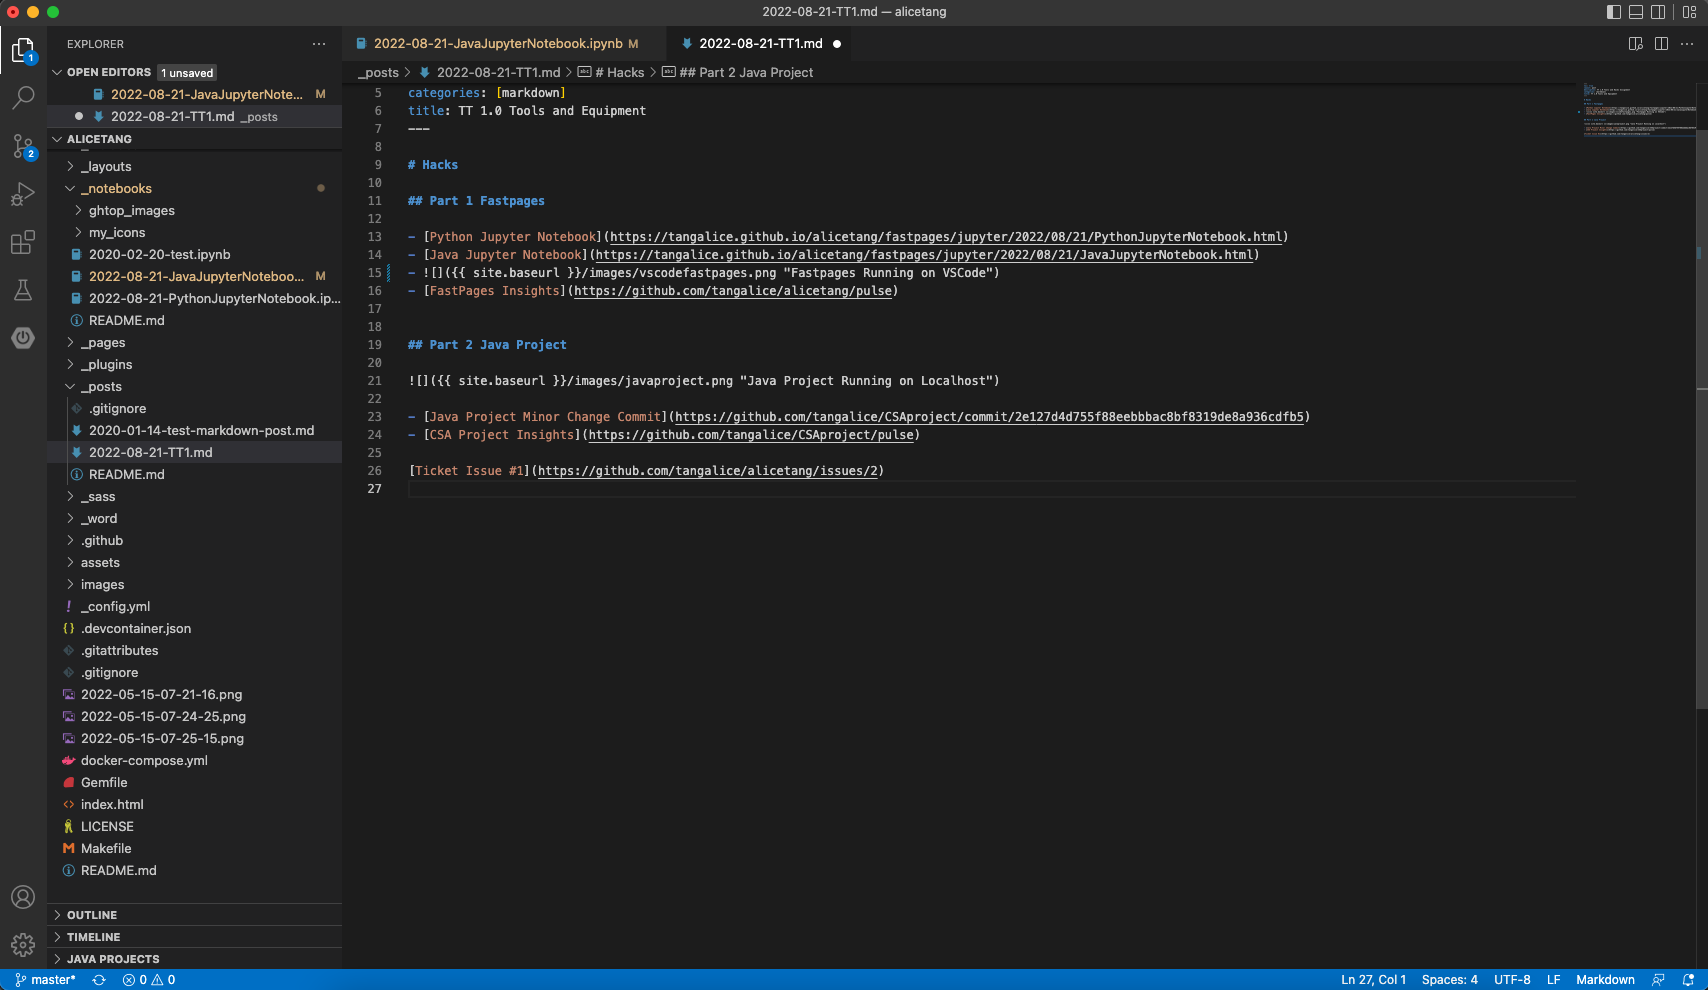 2022-08-21-TT1.md — alicetang
EXPLORER
2022-08-21-JavaJupyterNotebook.ipynb M
2022-08-21-TT1.md
1
OPEN EDITORS 1 unsaved
2022-08-21-JavaJupyterNote... M
2022-08-21-TT1.md _posts
2
ALICETANG
_layouts
_notebooks
ghtop_images
my_icons
2020-02-20-test.ipynb
2022-08-21-JavaJupyterNoteboo... M
2022-08-21-PythonJupyterNotebook.ip...
README.md
_pages
_plugins
_posts
.gitignore
2020-01-14-test-markdown-post.md
2022-08-21-TT1.md
README.md
_sass
_word
.github
assets
images
_config.yml
.devcontainer.json
.gitattributes
.gitignore
2022-05-15-07-21-16.png
2022-05-15-07-24-25.png
2022-05-15-07-25-15.png
docker-compose.yml
Gemfile
index.html
LICENSE
Makefile
README.md
OUTLINE
TIMELINE
JAVA PROJECTS
_posts > 2022-08-21-TT1.md > # Hacks > ## Part 2 Java Project
5 categories: [markdown]
6 title: TT 1.0 Tools and Equipment
7 ---
8
9 # Hacks
10
11 ## Part 1 Fastpages
12
13 - [Python Jupyter Notebook](https://tangalice.github.io/alicetang/fastpages/jupyter/2022/08/21/PythonJupyterNotebook.html)
14 - [Java Jupyter Notebook](https://tangalice.github.io/alicetang/fastpages/jupyter/2022/08/21/JavaJupyterNotebook.html)
15 - ![]({{ site.baseurl }}/images/vscodefastpages.png "Fastpages Running on VSCode")
16 - [FastPages Insights](https://github.com/tangalice/alicetang/pulse)
17
18
19 ## Part 2 Java Project
20
21 ![]({{ site.baseurl }}/images/javaproject.png "Java Project Running on Localhost")
22
23 - [Java Project Minor Change Commit](https://github.com/tangalice/CSAproject/commit/2e127d4d755f88eebbbac8bf8319de8a936cdfb5)
24 - [CSA Project Insights](https://github.com/tangalice/CSAproject/pulse)
25
26 [Ticket Issue #1](https://github.com/tangalice/alicetang/issues/2)
27
master* 0 0
Ln 27, Col 1 Spaces: 4 UTF-8 LF Markdown